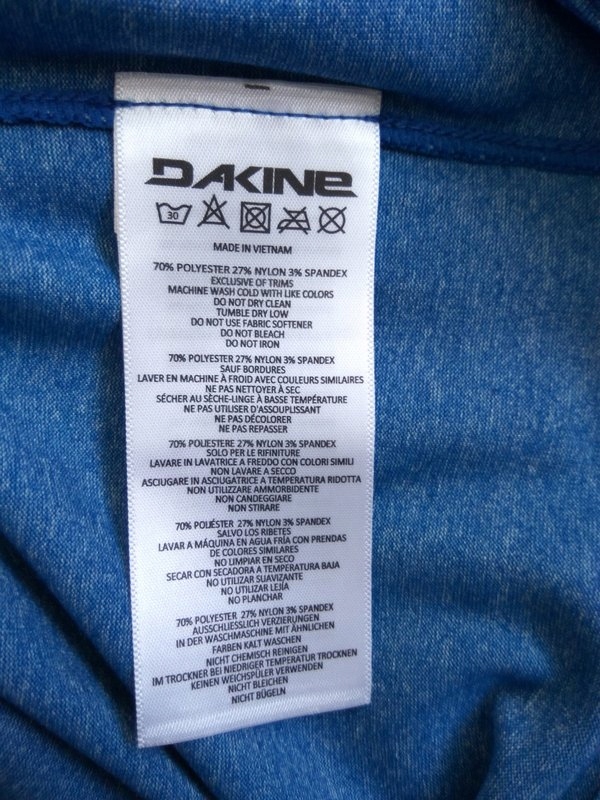 DAKINE
30
MADE IN VIETNAM
70% POLYESTER 27% NYLON 3% SPANDEX
EXCLUSIVE OF TRIMS
MACHINE WASH COLD WITH LIKE COLORS
DO NOT DRY CLEAN
TUMBLE DRY LOW
DO NOT USE FABRIC SOFTENER
DO NOT BLEACH
DO NOT IRON
70% POLYESTER 27% NYLON 3% SPANDEX
SAUF BORDURES
LAVER EN MACHINE À FROID AVEC COULEURS SIMILAIRES
NE PAS NETTOYER À SEC
SÉCHER AU SÈCHE-LINGE À BASSE TEMPÉRATURE
NE PAS UTILISER D'ASSOUPLISSANT
NE PAS DÉCOLORER
NE PAS REPASSER
70% POLIESTERE 27% NYLON 3% SPANDEX
SOLO PER LE RIFINITURE
LAVARE IN LAVATRICE A FREDDO CON COLORI SIMILI
NON LAVARE A SECCO
ASCIUGARE IN ASCIUGATRICE A TEMPERATURA RIDOTTA
NON UTILIZZARE AMMORBIDENTE
NON CANDEGGIARE
NON STIRARE
70% POLIÉSTER 27% NYLON 3% SPANDEX
SALVO LOS RIBETES
LAVAR A MÁQUINA EN AGUA FRÍA CON PRENDAS
DE COLORES SIMILARES
NO LIMPIAR EN SECO
SECAR CON SECADORA A TEMPERATURA BAJA
NO UTILIZAR SUAVIZANTE
NO UTILIZAR LEJÍA
NO PLANCHAR
70% POLYESTER 27% NYLON 3% SPANDEX
AUSSCHLIESSLICH VERZIERUNGEN
IN DER WASCHMASCHINE MIT ÄHNLICHEN
FARBEN KALT WASCHEN
NICHT CHEMISCH REINIGEN
IM TROCKNER BEI NIEDRIGER TEMPERATUR TROCKNEN
KEINEN WEICHSPÜLER VERWENDEN
NICHT BLEICHEN
NICHT BÜGELN